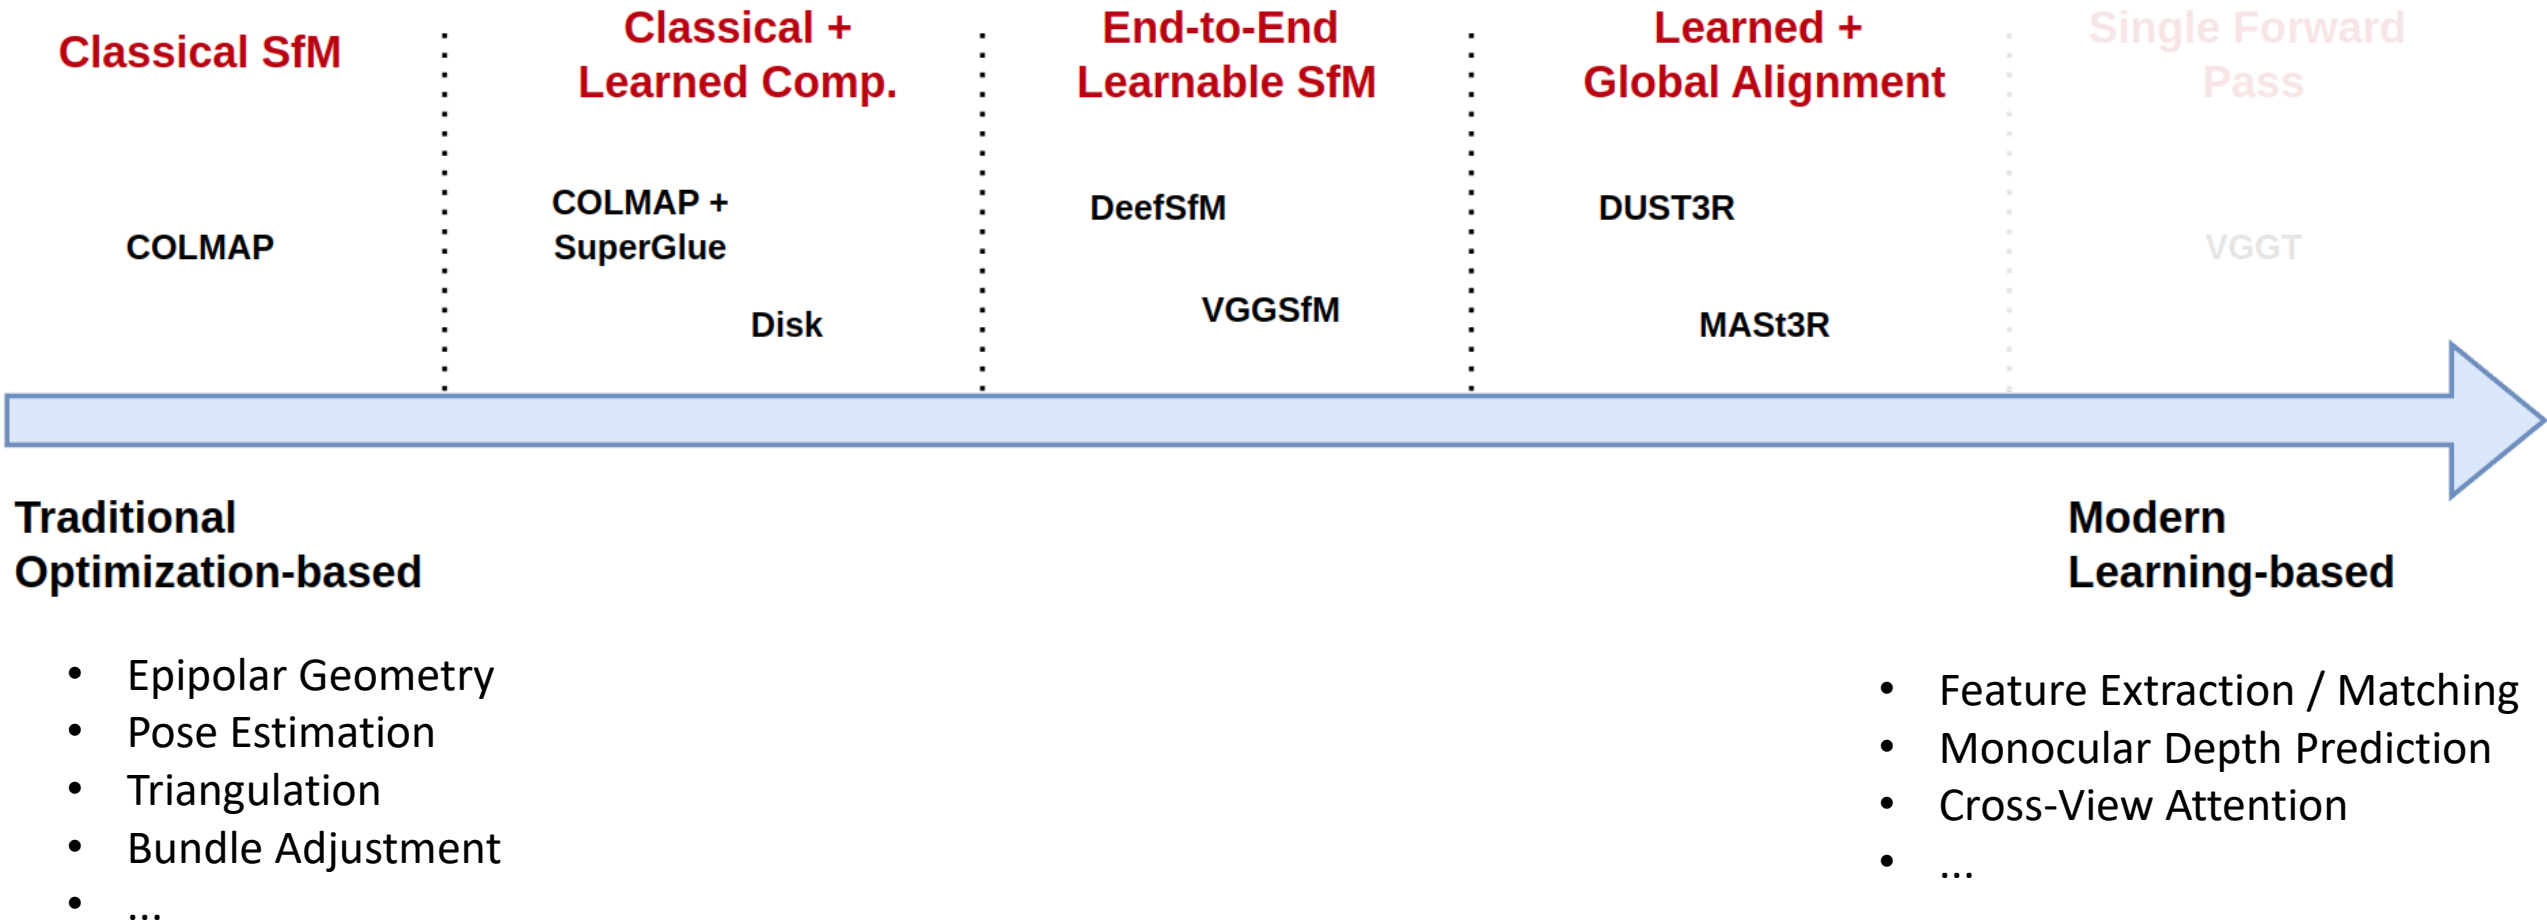 Classical SfM
Classical +
Learned Comp.
End-to-End
Learnable SfM
Learned +
Global Alignment
Single Forward
Pass
COLMAP
COLMAP +
SuperGlue
Disk
DeefSfM
VGGSfM
DUST3R
MASt3R
VGGT
Traditional
Optimization-based
• Epipolar Geometry
• Pose Estimation
• Triangulation
• Bundle Adjustment
• ...
Modern
Learning-based
• Feature Extraction / Matching
• Monocular Depth Prediction
• Cross-View Attention
• ...